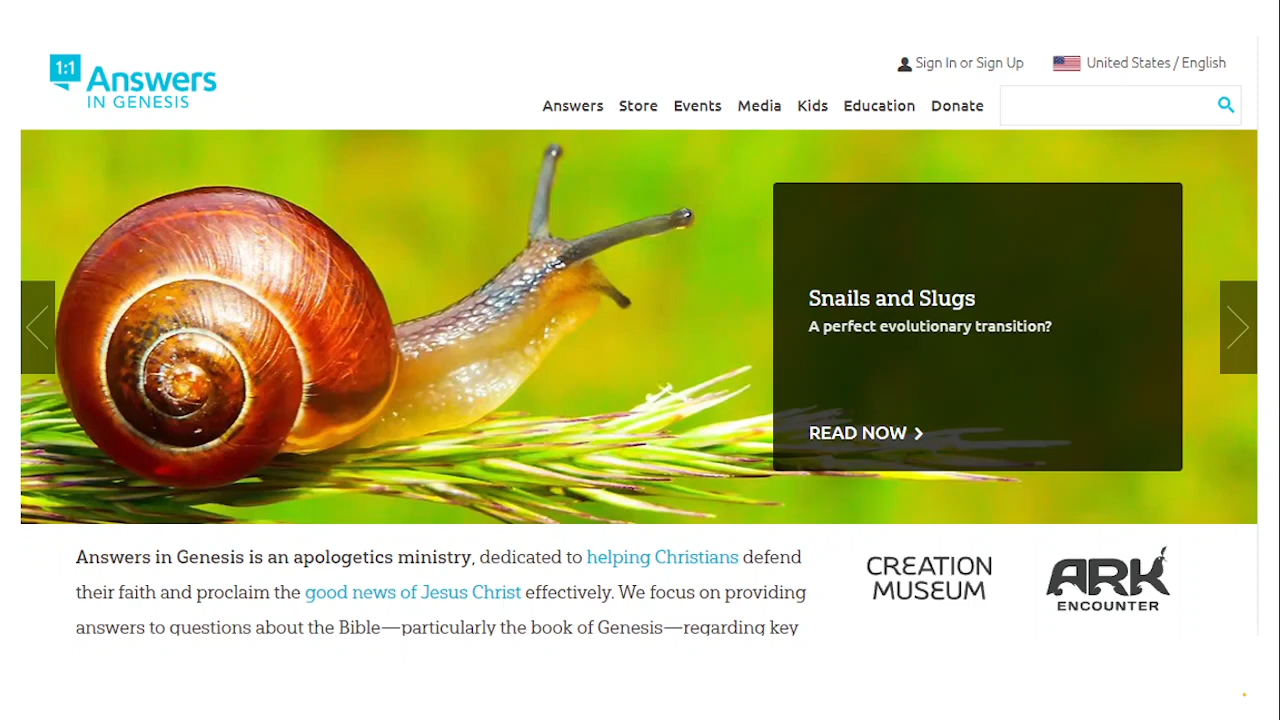 1:1 Answers
IN GENESIS
Sign In or Sign Up
United States / English
Answers Store Events Media Kids Education Donate
Snails and Slugs
A perfect evolutionary transition?
READ NOW
Answers in Genesis is an apologetics ministry, dedicated to helping Christians defend
their faith and proclaim the good news of Jesus Christ effectively. We focus on providing
answers to questions about the Bible—particularly the book of Genesis—regarding key
CREATION
MUSEUM
ARK
ENCOUNTER